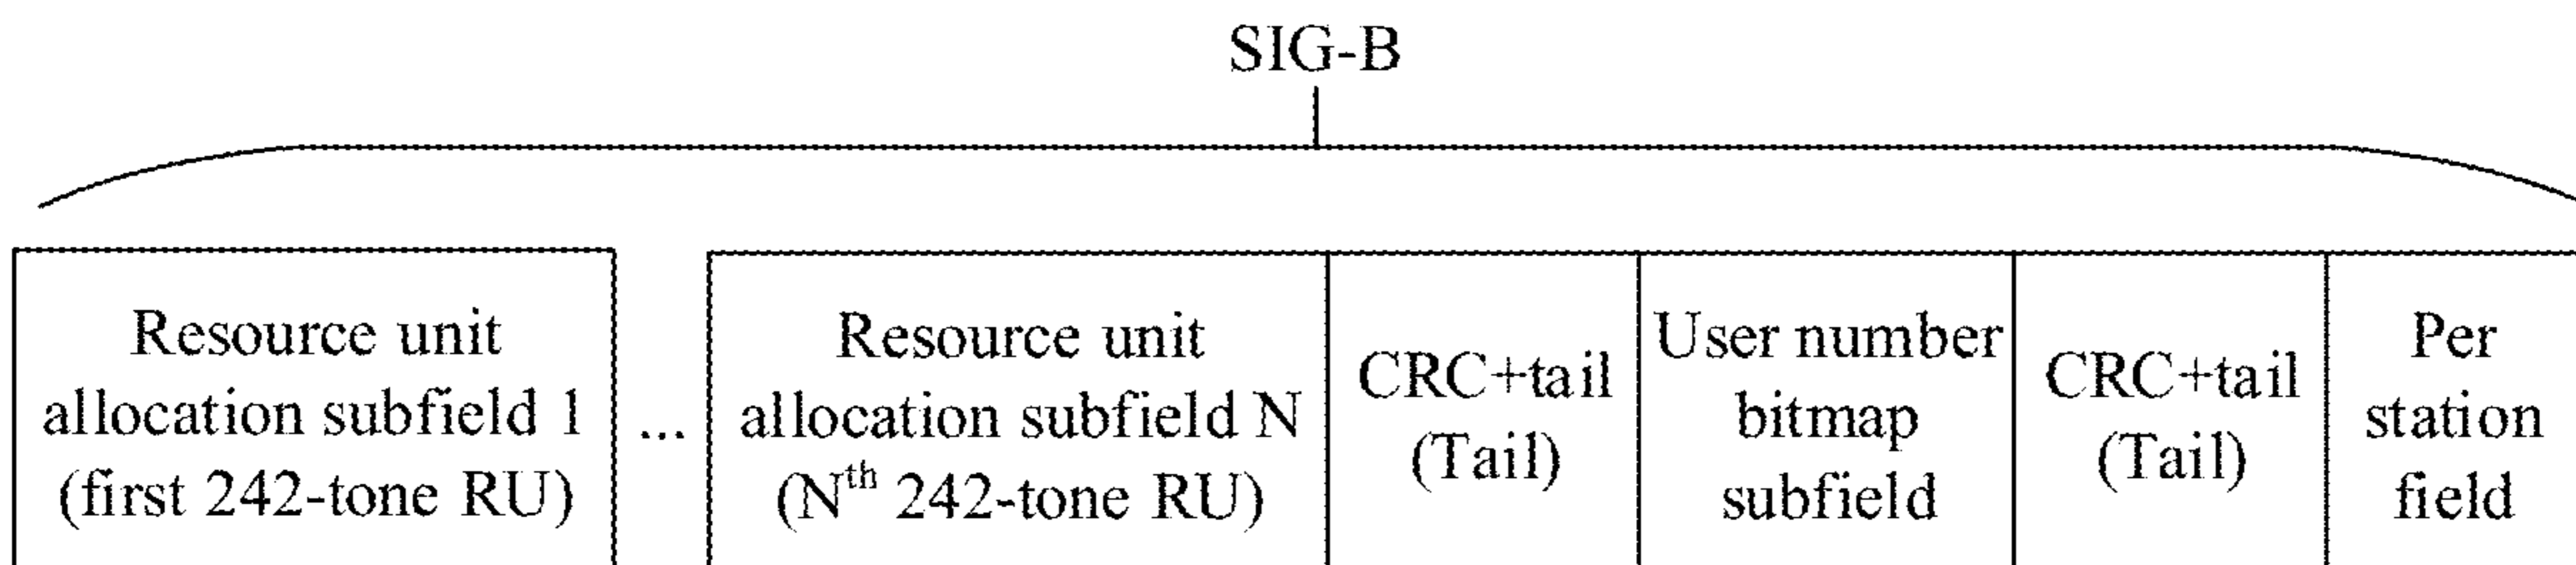 SIG-B
Resource unit
allocation subfield 1
(first 242-tone RU)
...
Resource unit
allocation subfield N
(Nth 242-tone RU)
CRC+tail
(Tail)
User number
bitmap
subfield
CRC+tail
(Tail)
Per
station
field